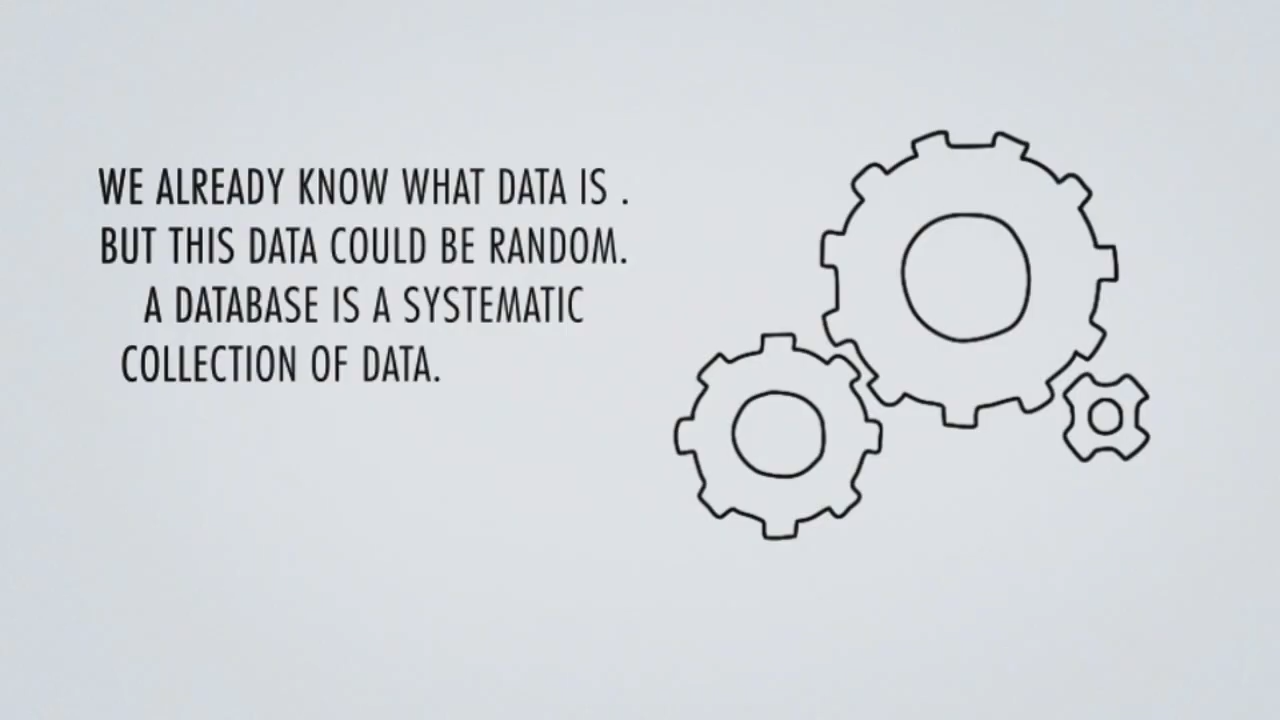 WE ALREADY KNOW WHAT DATA IS .
BUT THIS DATA COULD BE RANDOM.
A DATABASE IS A SYSTEMATIC
COLLECTION OF DATA.